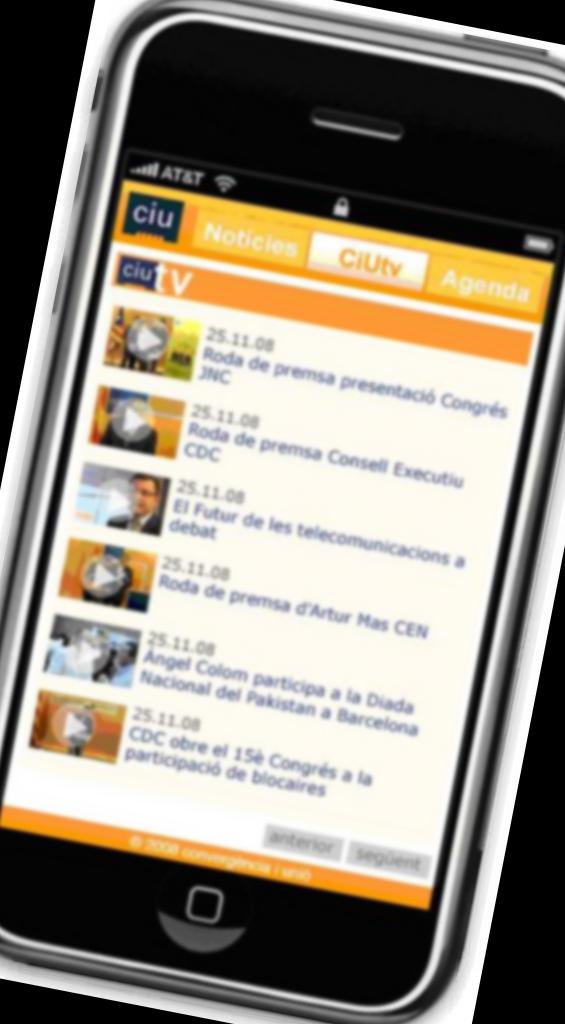 AT&T
ciu
Notícies
CiUtv
Agenda
ciutv
25.11.08
Roda de premsa presentació Congrés
JNC
25.11.08
Roda de premsa Consell Executiu
CDC
25.11.08
El Futur de les telecomunicacions a
debat
25.11.08
Roda de premsa d'Artur Mas CEN
25.11.08
Àngel Colom participa a la Diada
Nacional del Pakistan a Barcelona
25.11.08
CDC obre el 15è Congrés a la
participació de blocaires
anterior
següent
© 2008 convergència i unió